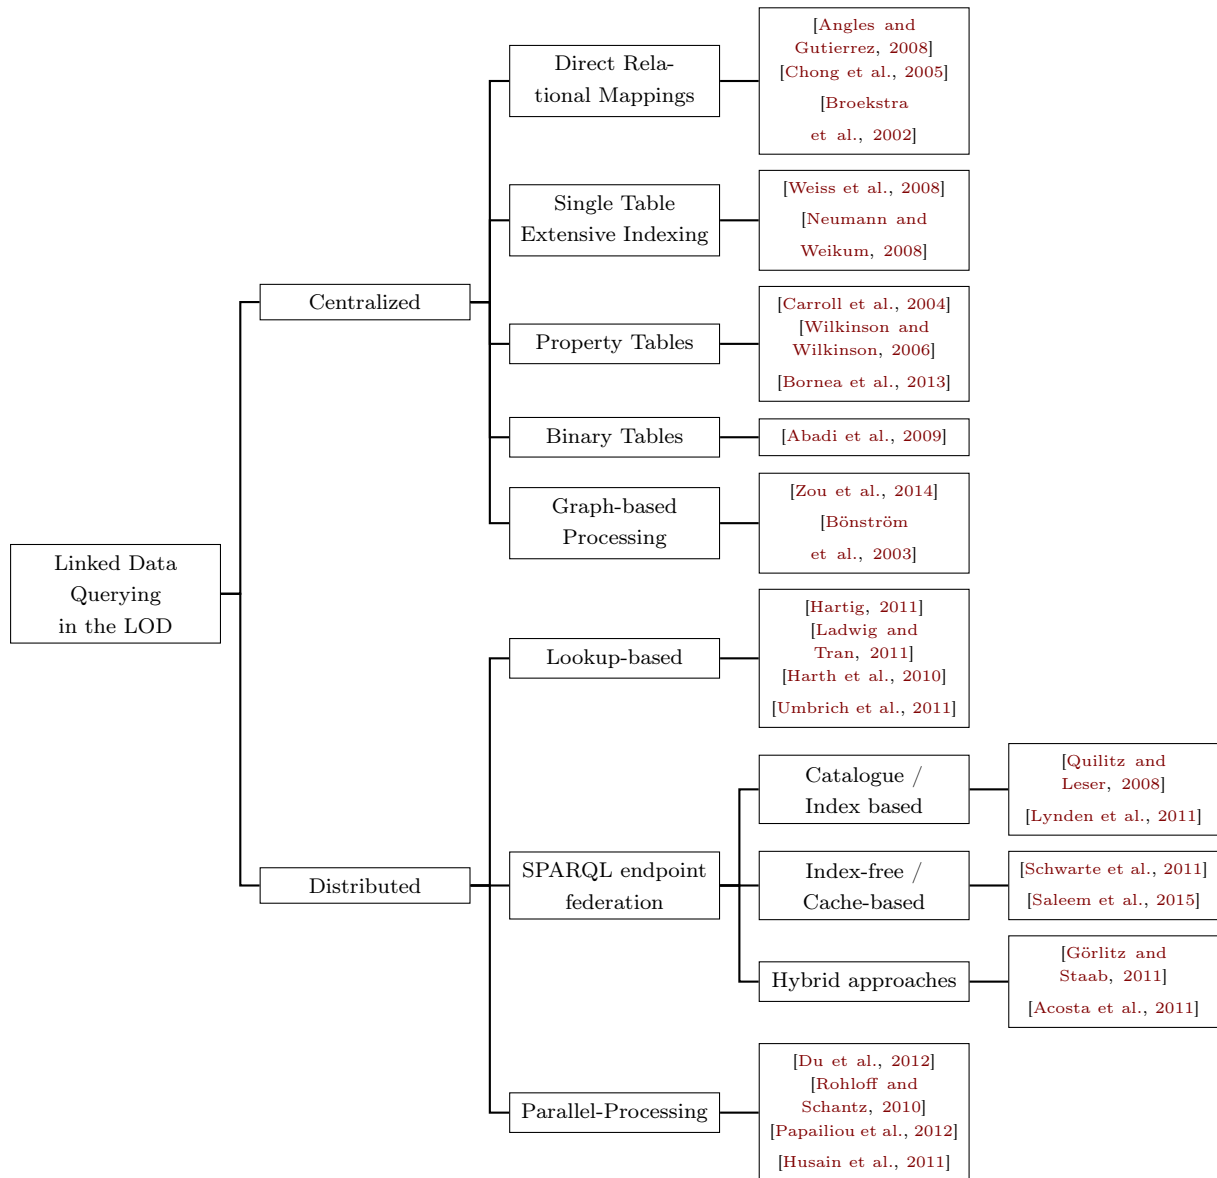 Linked Data
Querying
in the LOD
Centralized
Direct Rela-
tional Mappings
[Angles and
Gutierrez, 2008]
[Chong et al., 2005]
[Broekstra
et al., 2002]
Single Table
Extensive Indexing
[Weiss et al., 2008]
[Neumann and
Weikum, 2008]
Property Tables
[Carroll et al., 2004]
[Wilkinson and
Wilkinson, 2006]
[Bornea et al., 2013]
Binary Tables
[Abadi et al., 2009]
Graph-based
Processing
[Zou et al., 2014]
[Bönström
et al., 2003]
Distributed
Lookup-based
[Hartig, 2011]
[Ladwig and
Tran, 2011]
[Harth et al., 2010]
[Umbrich et al., 2011]
SPARQL endpoint
federation
Catalogue /
Index based
[Quilitz and
Leser, 2008]
[Lynden et al., 2011]
Index-free /
Cache-based
[Schwarte et al., 2011]
[Saleem et al., 2015]
Hybrid approaches
[Görlitz and
Staab, 2011]
[Acosta et al., 2011]
Parallel-Processing
[Du et al., 2012]
[Rohloff and
Schantz, 2010]
[Papailiou et al., 2012]
[Husain et al., 2011]